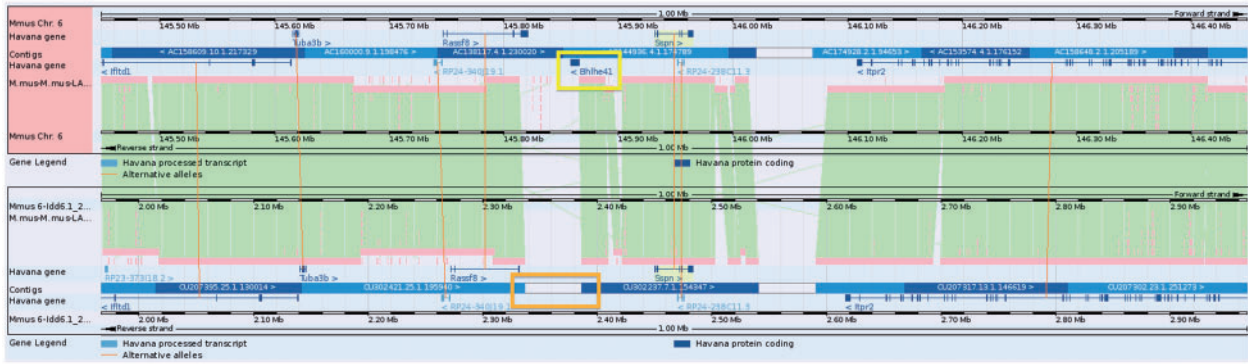 1.00 Mb Forward strand
Mmus Chr. 6 145.50 Mb 145.60 Mb 145.70 Mb 145.80 Mb 145.90 Mb 146.00 Mb 146.10 Mb 146.20 Mb 146.30 Mb 146.40 Mb
Havana gene
Tuba3b > Rassf8 > Sspn >
Contigs < AC158609.10.1.217329 AC160000.9.1.198476 > AC138117.4.1.230020 AC174928.2.1.94653 > < AC153574.4.1.176152 AC158648.2.1.205189 >
Havana gene
< Ifltd1 < RP24-340J19.1 < Bhlhe41 < RP24-298C11.3 < Itpr2
M.mus-M.mus-LA...
Mmus Chr. 6 145.50 Mb 145.60 Mb 145.70 Mb 145.80 Mb 145.90 Mb 146.00 Mb 146.10 Mb 146.20 Mb 146.30 Mb 146.40 Mb
Reverse strand 1.00 Mb
Gene Legend Havana processed transcript Havana protein coding
Alternative alleles
1.00 Mb Forward strand
Mmus 6-Idd6.1_2... 2.00 Mb 2.10 Mb 2.20 Mb 2.30 Mb 2.40 Mb 2.50 Mb 2.60 Mb 2.70 Mb 2.80 Mb 2.90 Mb
M.mus-M.mus-LA...
Havana gene
RP23-373I18.2 > Tuba3b > Rassf8 > Sspn >
Contigs CU207395.25.1.130014 > CU302421.25.1.195940 > CU302237.7.1.154347 > CU207317.13.1.146619 > CU207302.23.1.251273 >
Havana gene
< Ifltd1 < RP24-340J19.1 < RP24-298C11.3 < Itpr2
Mmus 6-Idd6.1_2... 2.00 Mb 2.10 Mb 2.20 Mb 2.30 Mb 2.40 Mb 2.50 Mb 2.60 Mb 2.70 Mb 2.80 Mb 2.90 Mb
Reverse strand 1.00 Mb
Gene Legend Havana processed transcript Havana protein coding
Alternative alleles